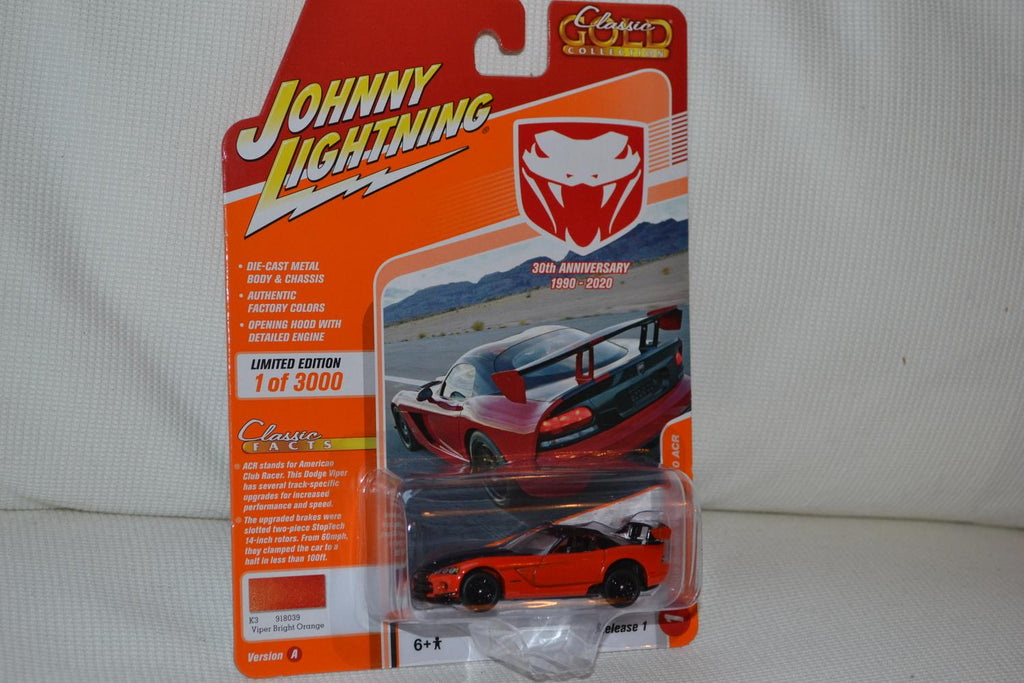 Classic
GOLD
COLLECTION
JOHNNY
LIGHTNING®
30th ANNIVERSARY
1990 - 2020
• DIE-CAST METAL
BODY & CHASSIS
• AUTHENTIC
FACTORY COLORS
• OPENING HOOD WITH
DETAILED ENGINE
LIMITED EDITION
1 of 3000
Classic
FACTS
ACR stands for American
Club Racer. This Dodge Viper
has several track-specific
upgrades for increased
performance and speed.
The upgraded brakes were
slotted two-piece StopTech
14-inch rotors. From 60mph,
they clamped the car to a
halt in less than 100ft.
ACR
K3 918039
Viper Bright Orange
Version A
6+
elease 1
1